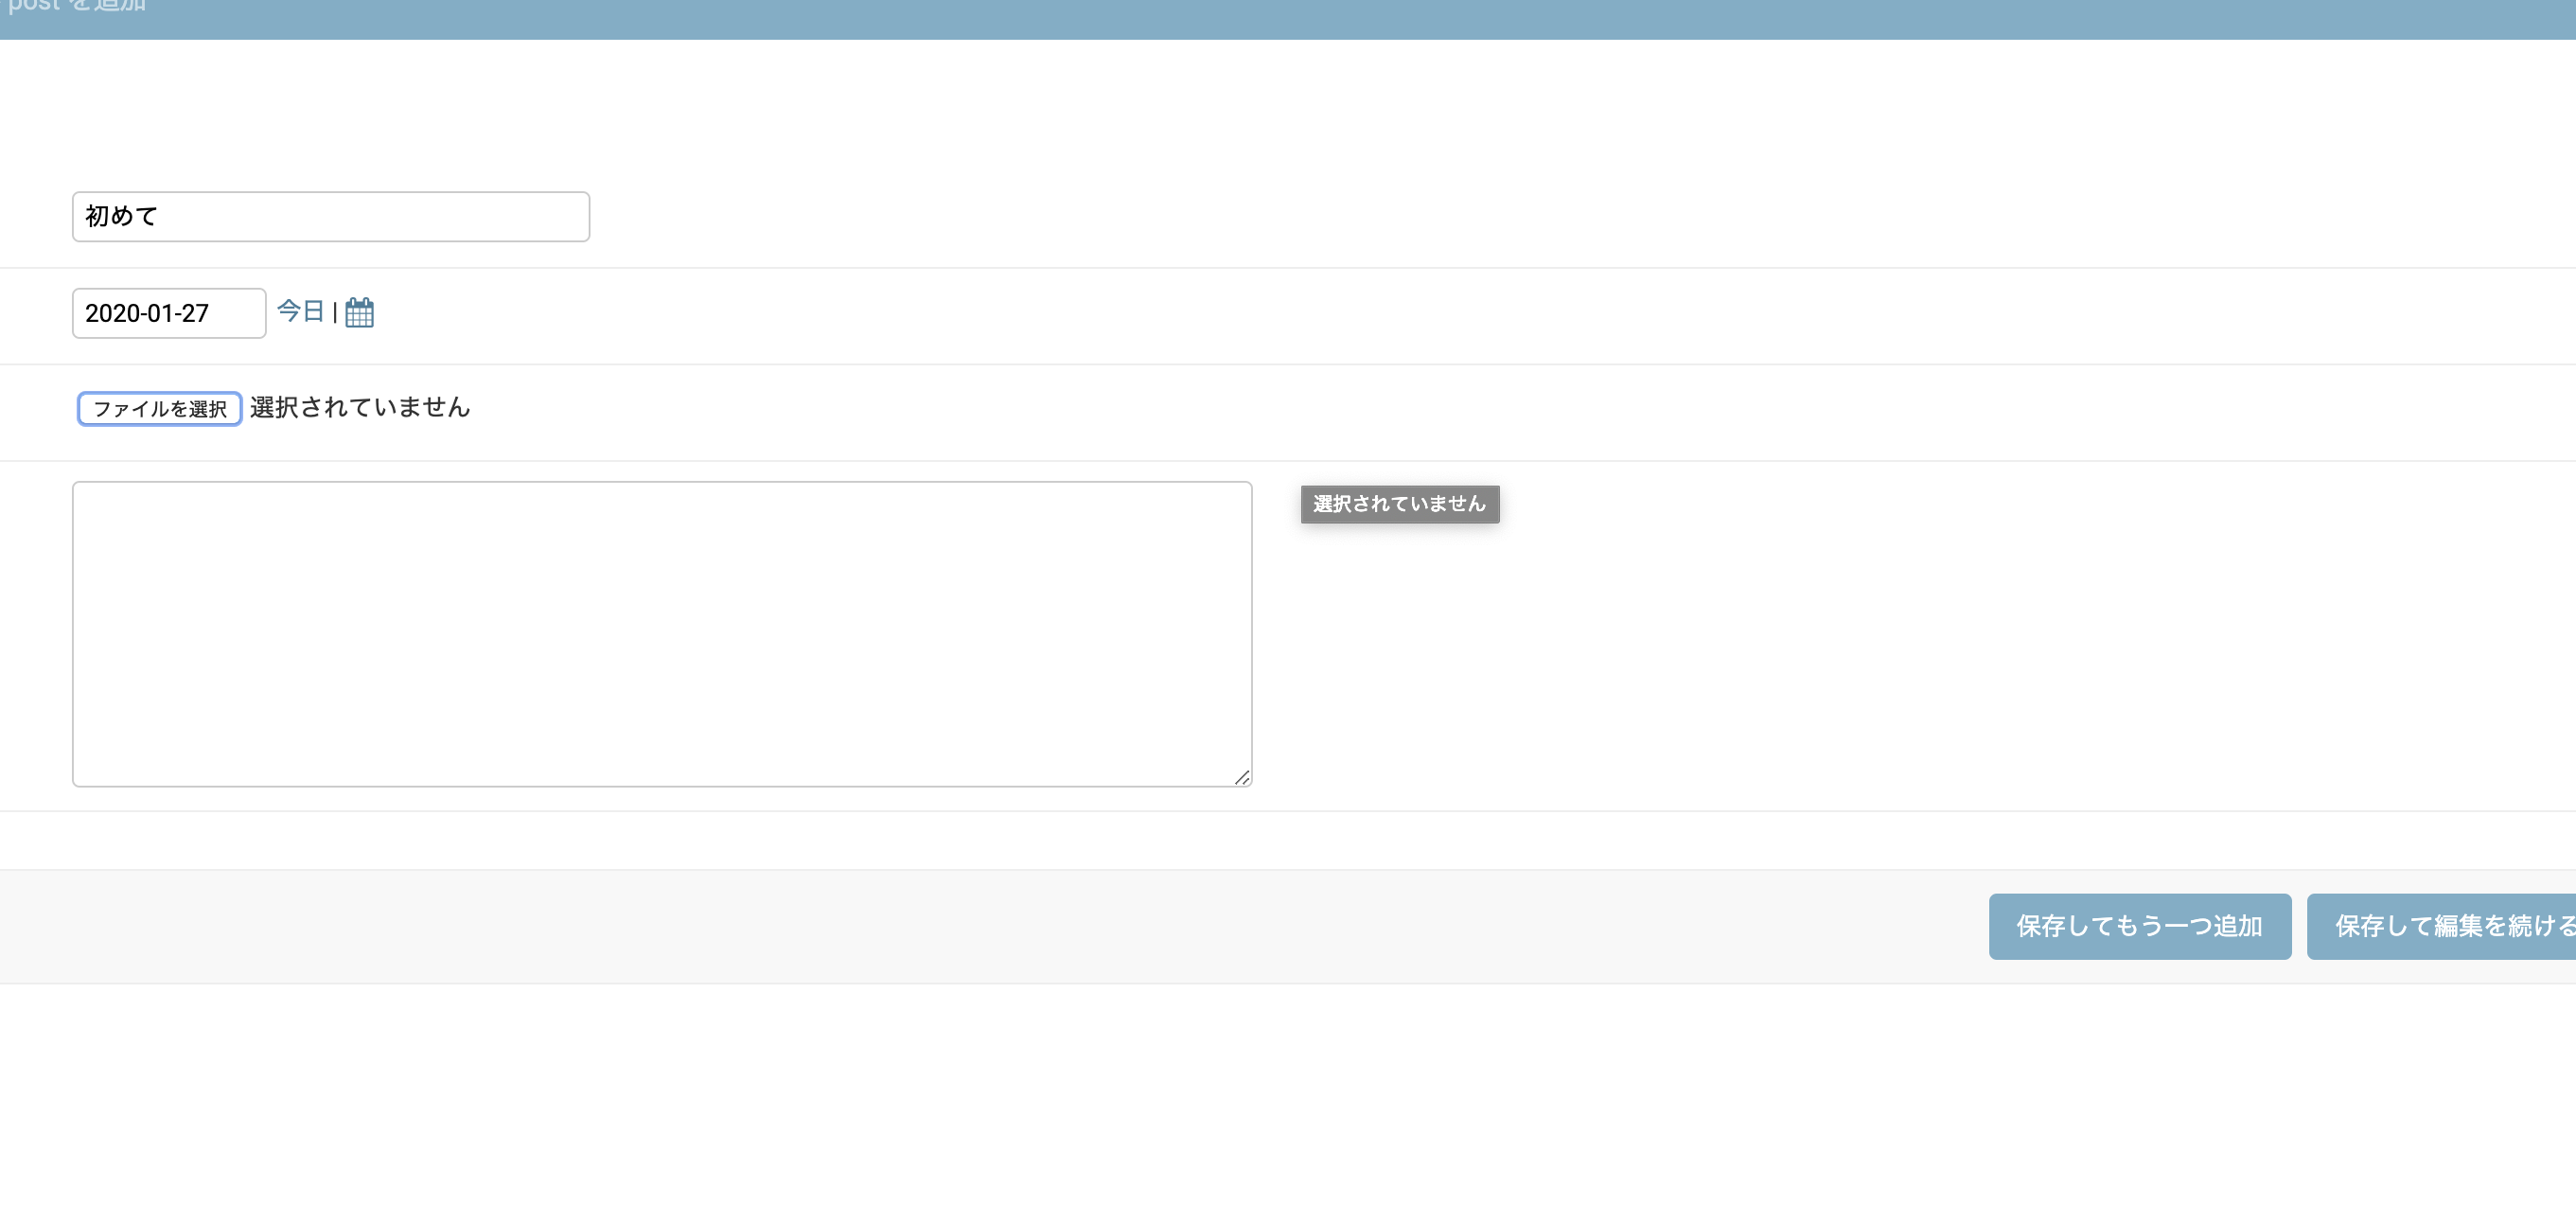 post を追加
初めて
2020-01-27 今日 |
ファイルを選択 選択されていません
選択されていません
保存してもう一つ追加 保存して編集を続ける